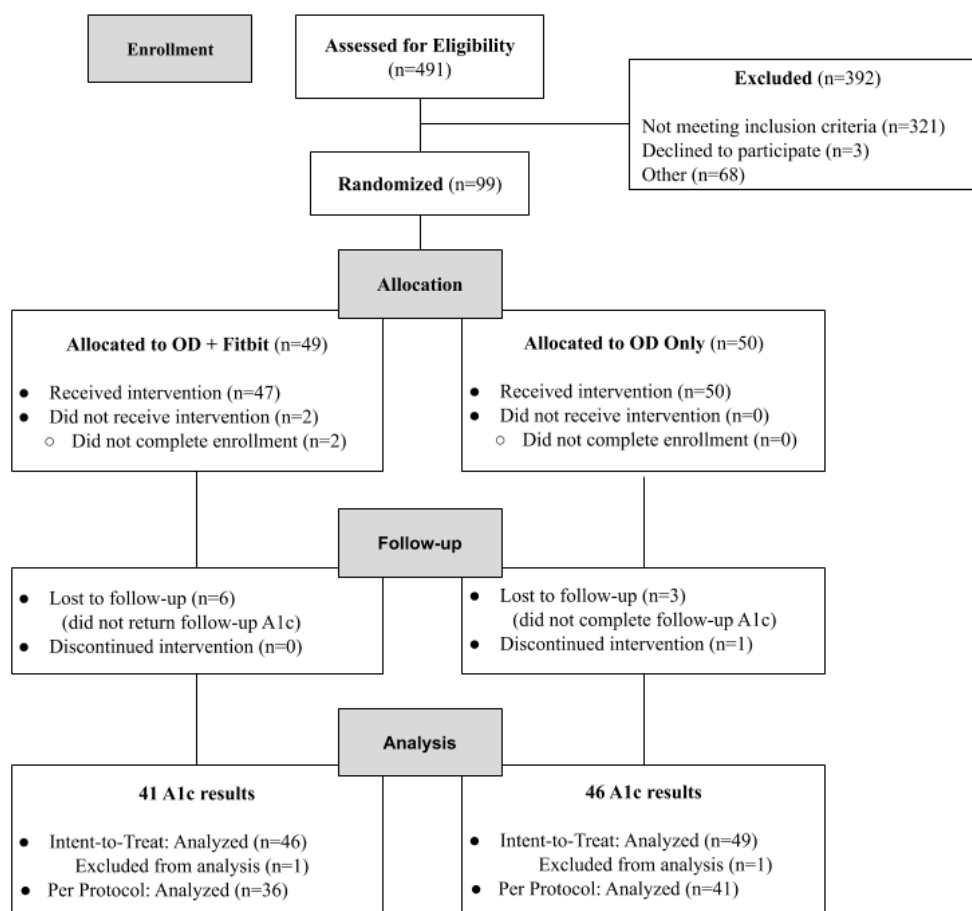 Enrollment
Assessed for Eligibility
(n=491)
Excluded (n=392)
Not meeting inclusion criteria (n=321)
Declined to participate (n=3)
Other (n=68)
Randomized (n=99)
Allocation
Allocated to OD + Fitbit (n=49)
● Received intervention (n=47)
● Did not receive intervention (n=2)
○ Did not complete enrollment (n=2)
Allocated to OD Only (n=50)
● Received intervention (n=50)
● Did not receive intervention (n=0)
○ Did not complete enrollment (n=0)
Follow-up
● Lost to follow-up (n=6)
(did not return follow-up A1c)
● Discontinued intervention (n=0)
● Lost to follow-up (n=3)
(did not complete follow-up A1c)
● Discontinued intervention (n=1)
Analysis
41 A1c results
● Intent-to-Treat: Analyzed (n=46)
Excluded from analysis (n=1)
● Per Protocol: Analyzed (n=36)
46 A1c results
● Intent-to-Treat: Analyzed (n=49)
Excluded from analysis (n=1)
● Per Protocol: Analyzed (n=41)